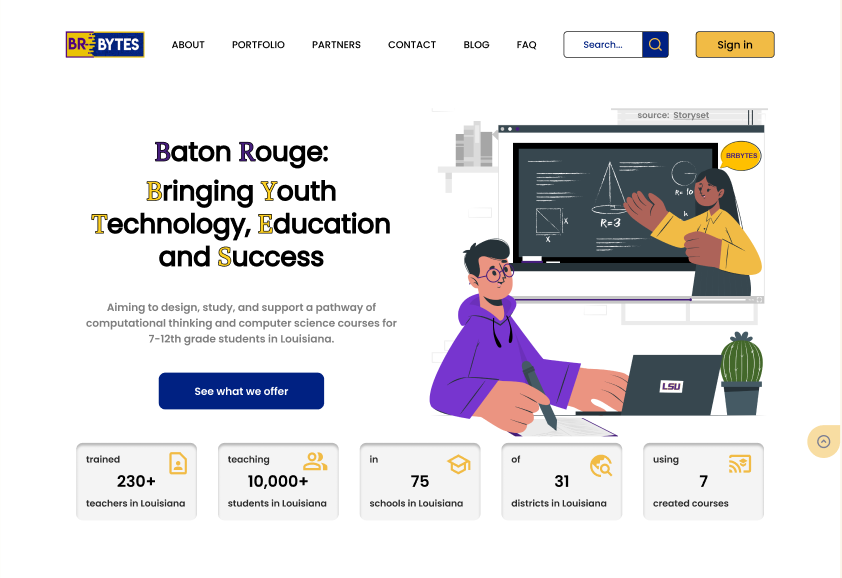 BR BYTES
ABOUT
PORTFOLIO
PARTNERS
CONTACT
BLOG
FAQ
Search...
Sign in
source: Storyset
BRBYTES
R= 10
h
R=3
X
X
LSU
Baton Rouge:
Bringing Youth
Technology, Education
and Success
Aiming to design, study, and support a pathway of
computational thinking and computer science courses for
7-12th grade students in Louisiana.
See what we offer
trained
230+
teachers in Louisiana
teaching
10,000+
students in Louisiana
in
75
schools in Louisiana
of
31
districts in Louisiana
using
7
created courses